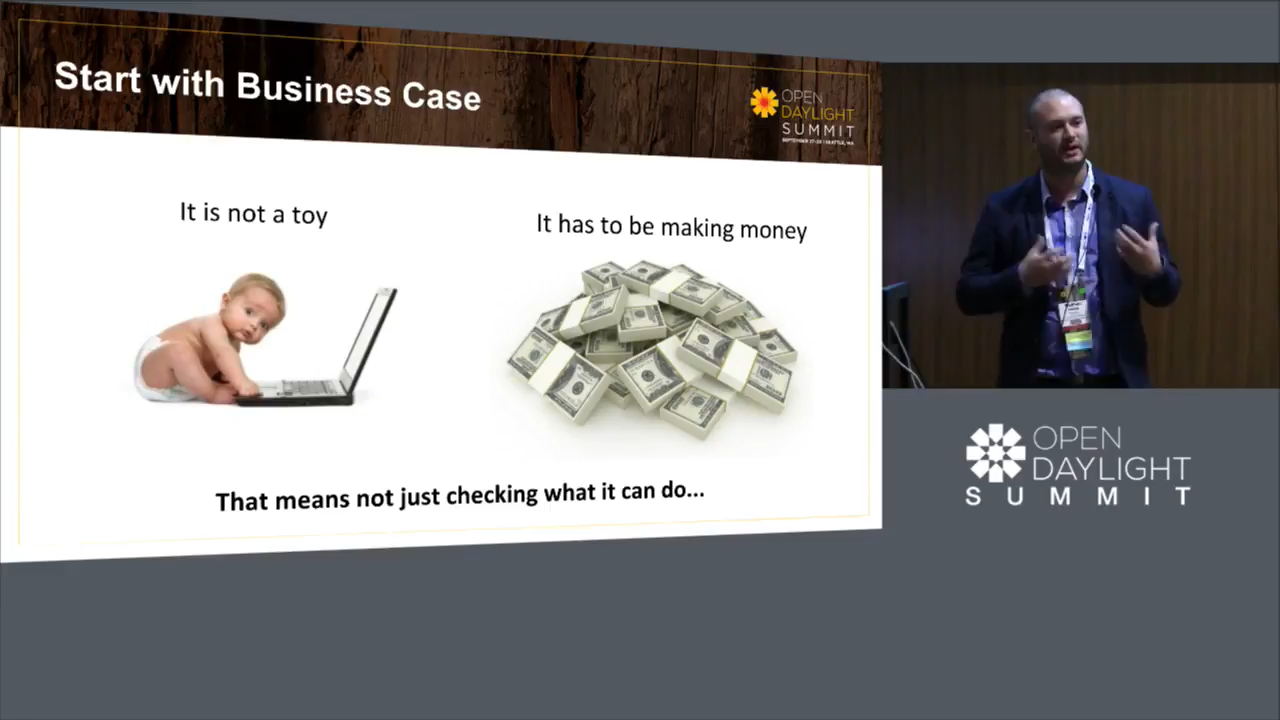 Start with Business Case
OPEN
DAYLIGHT
SUMMIT
It is not a toy
It has to be making money
That means not just checking what it can do...
OPEN
DAYLIGHT
SUMMIT